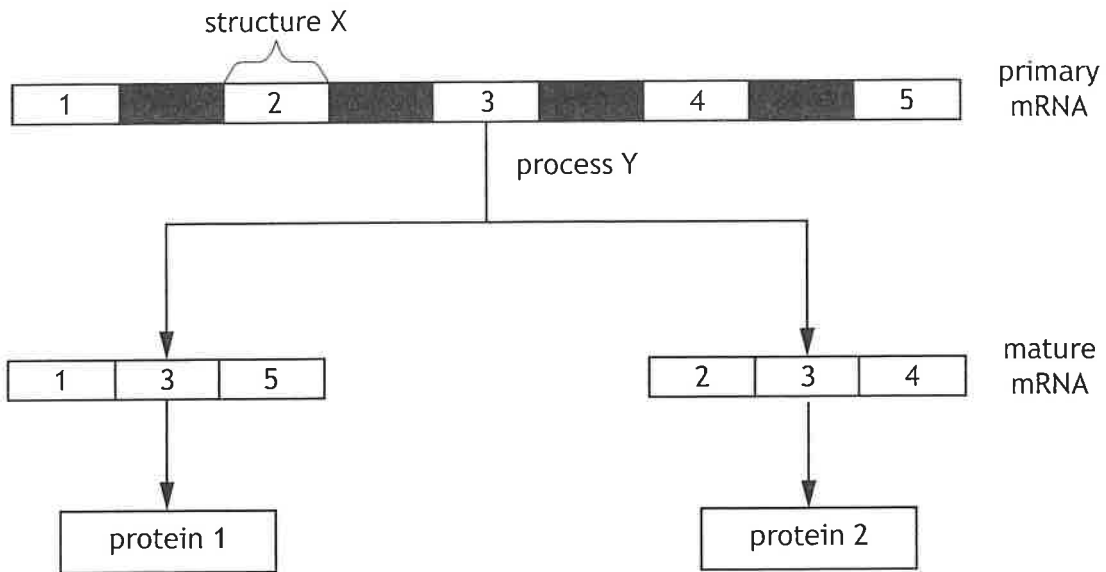 structure X
1 2 3 4 5
primary
mRNA
process Y
1 3 5
2 3 4
mature
mRNA
protein 1
protein 2